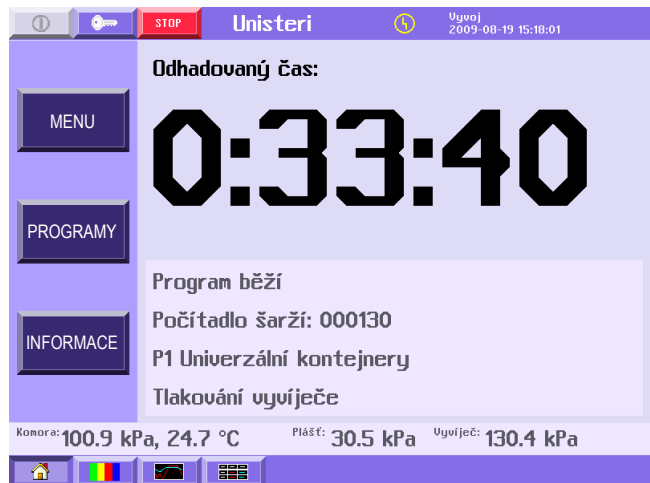 STOP Unisteri Vyvoj
2009-08-19 15:18:01
Odhadovaný čas:
0:33:40
MENU
PROGRAMY
INFORMACE
Program běží
Počítadlo šarží: 000130
P1 Univerzální kontejnery
Tlakování vyvíječe
Komora: 100.9 kPa, 24.7 °C Plášť: 30.5 kPa Vyvíječ: 130.4 kPa